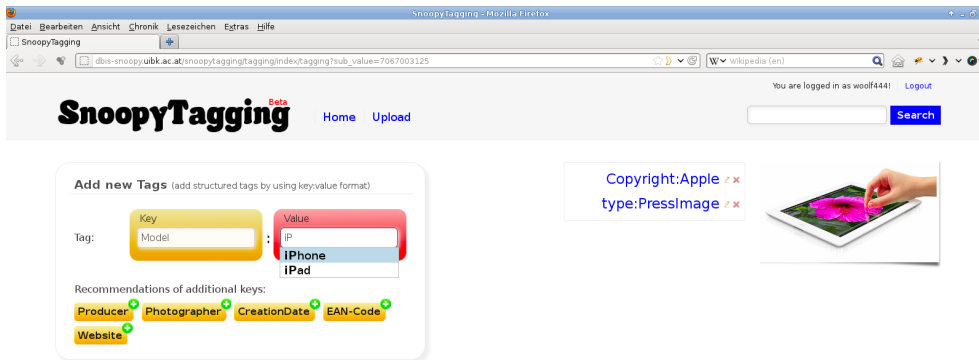 SnoopyTagging - Mozilla Firefox
Datei Bearbeiten Ansicht Chronik Lesezeichen Extras Hilfe
SnoopyTagging
dbis-snoopy.uibk.ac.at/snoopytagging/tagging/index/tagging?sub_value=7067003125
W Wikipedia (en)
You are logged in as woolf444! Logout
SnoopyTagging Beta
Home Upload
Search
Add new Tags (add structured tags by using key:value format)
Key Value
Tag: Model : iP
iPhone
iPad
Recommendations of additional keys:
Producer Photographer CreationDate EAN-Code
Website
Copyright:Apple
type:PressImage